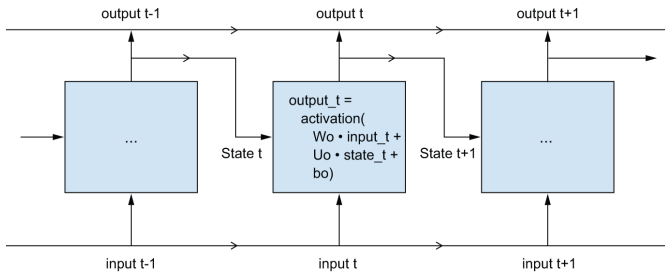 output t-1
output t
output t+1
...
output_t =
activation(
Wo • input_t +
Uo • state_t +
bo)
...
State t
State t+1
input t-1
input t
input t+1